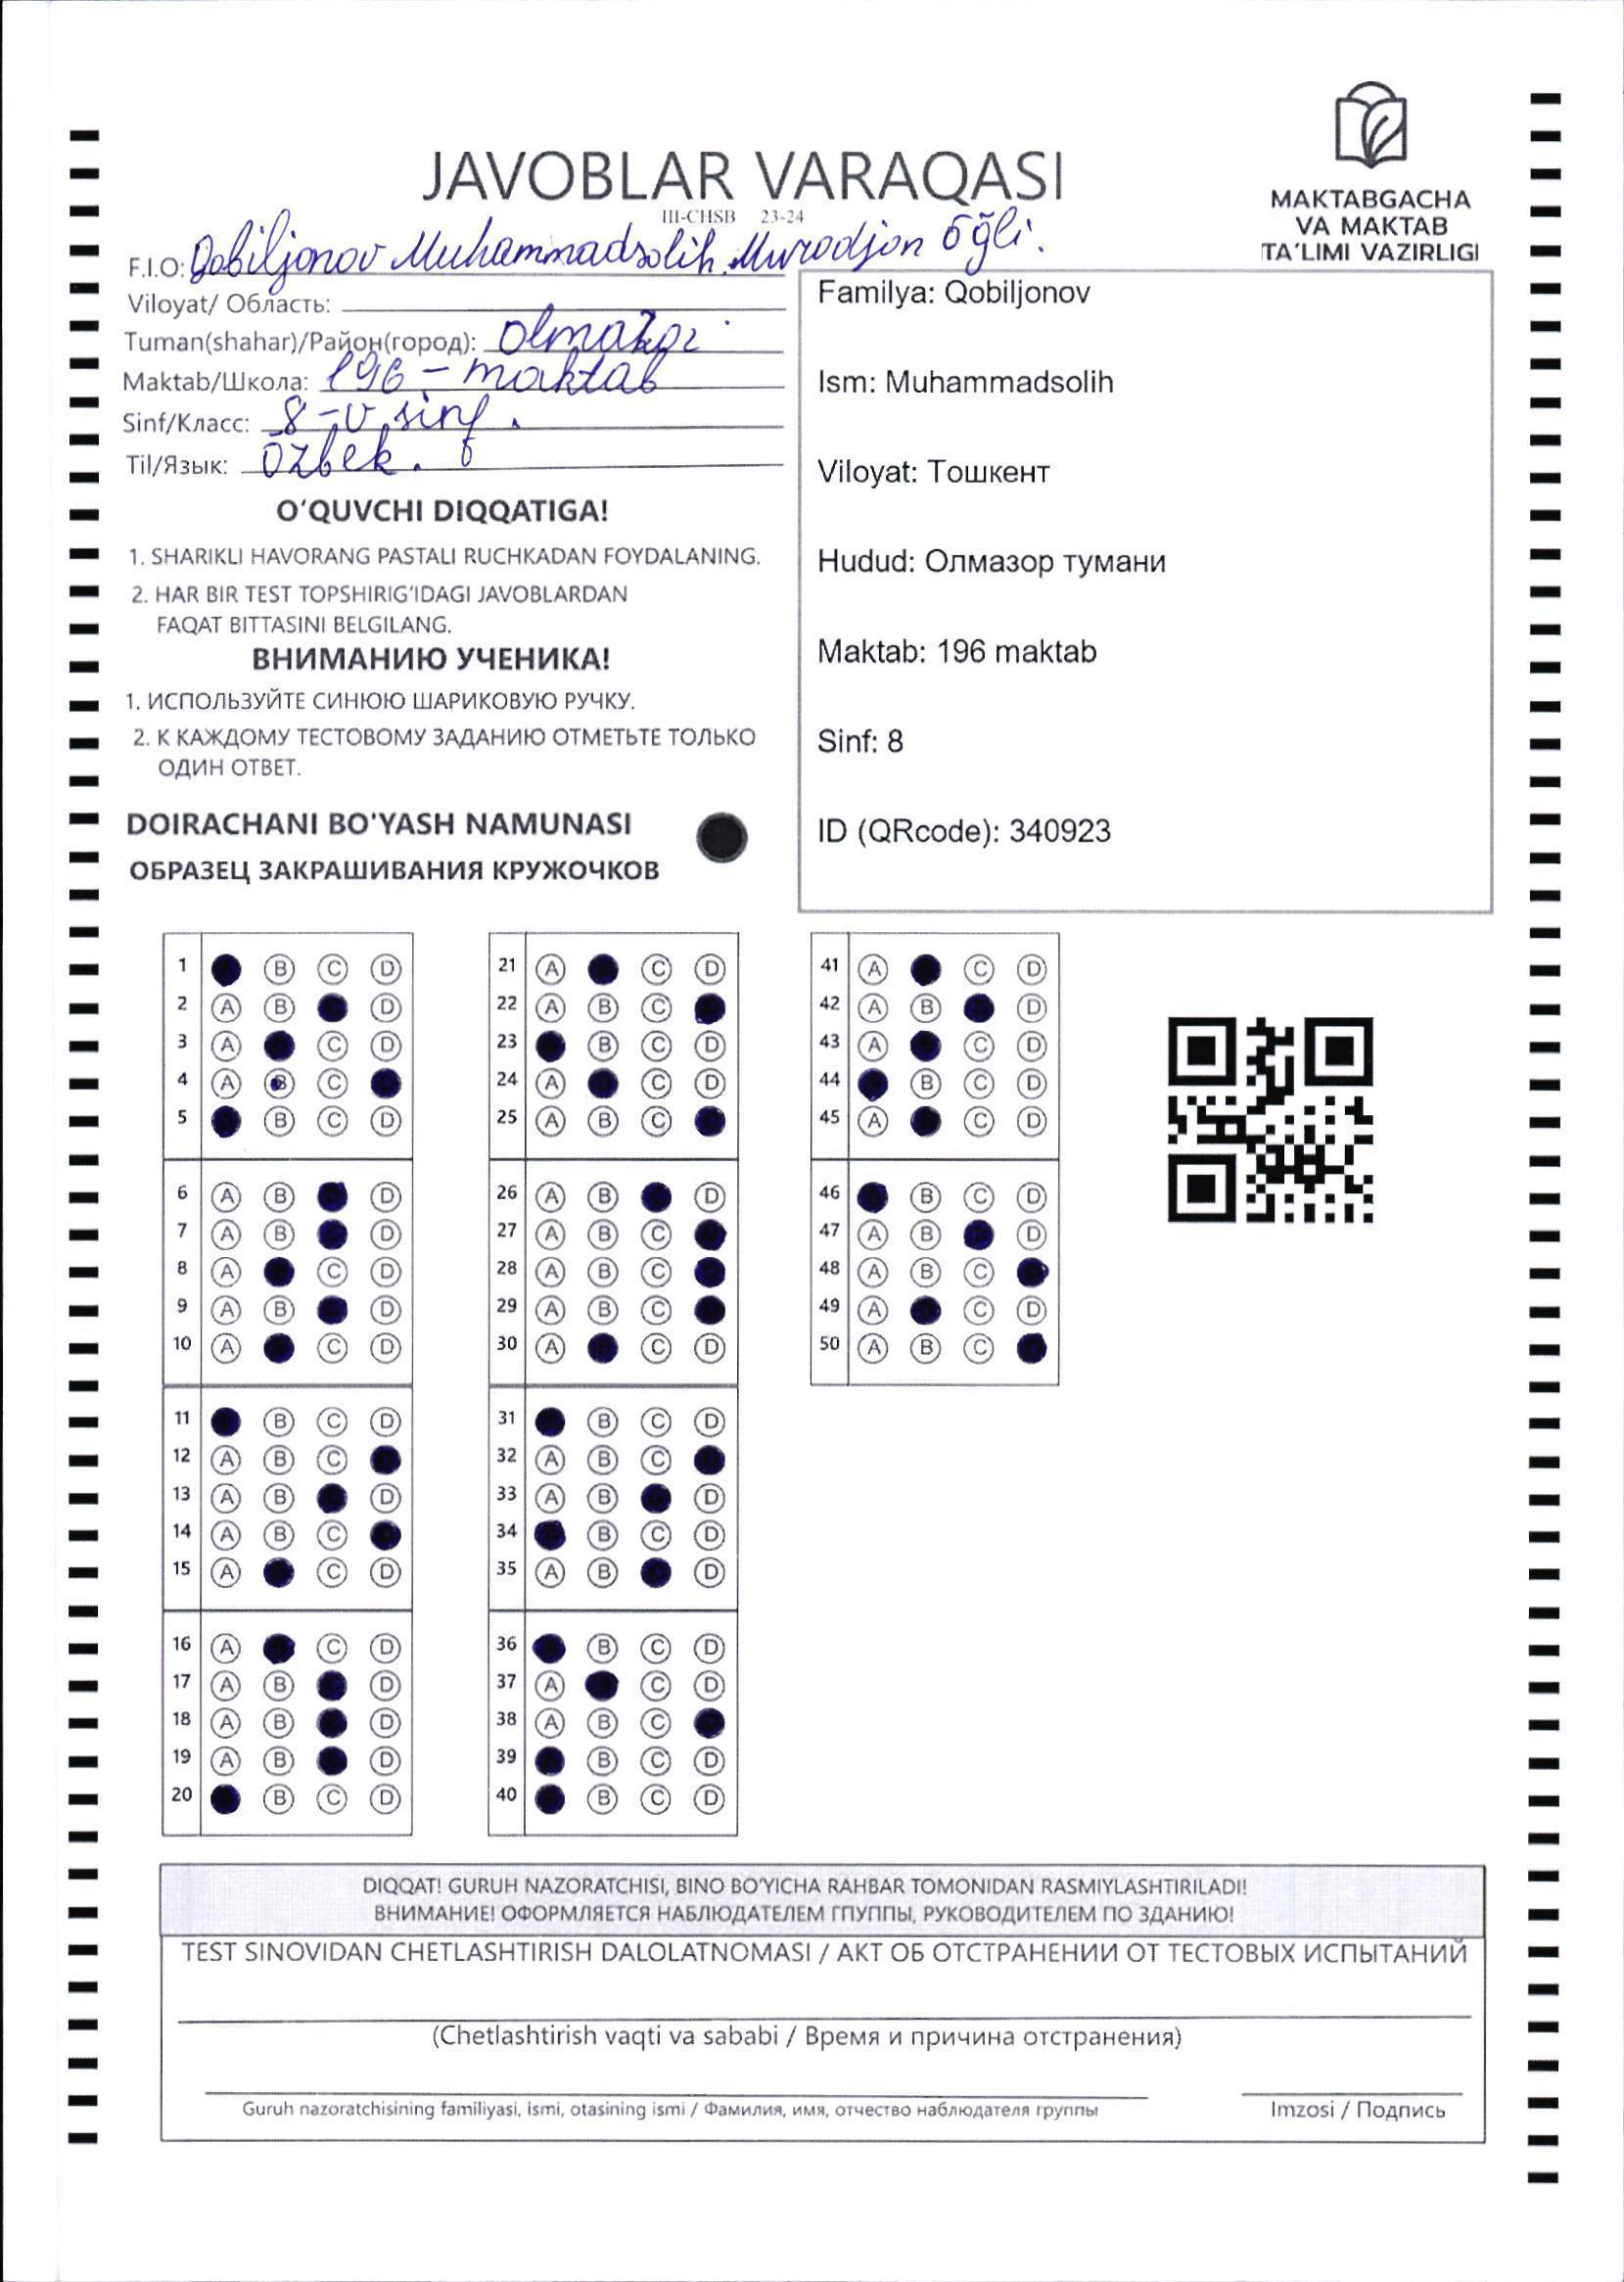 JAVOBLAR VARAQASI
III-CHSB 23-24
MAKTABGACHA
VA MAKTAB
TA'LIMI VAZIRLIGI
F.I.O: Qobiljonov Muhammadsolih Murodjon õğli.
Viloyat/ Область:
Tuman(shahar)/Район(город): Olmazor
Maktab/Школа: 196 – maktab
Sinf/Класс: 8-v sinf.
Til/Язык: Ozbek.
O'QUVCHI DIQQATIGA!
1. SHARIKLI HAVORANG PASTALI RUCHKADAN FOYDALANING.
2. HAR BIR TEST TOPSHIRIG'IDAGI JAVOBLARDAN
FAQAT BITTASINI BELGILANG.
ВНИМАНИЮ УЧЕНИКА!
1. ИСПОЛЬЗУЙТЕ СИНЮЮ ШАРИКОВУЮ РУЧКУ.
2. К КАЖДОМУ ТЕСТОВОМУ ЗАДАНИЮ ОТМЕТЬТЕ ТОЛЬКО
ОДИН ОТВЕТ.
DOIRACHANI BO'YASH NAMUNASI
ОБРАЗЕЦ ЗАКРАШИВАНИЯ КРУЖОЧКОВ
Familya: Qobiljonov
Ism: Muhammadsolih
Viloyat: Тошкент
Hudud: Олмазор тумани
Maktab: 196 maktab
Sinf: 8
ID (QRcode): 340923
1 B C D
2 A B D
3 A C D
4 A B C
5 B C D
6 A B D
7 A B D
8 A C D
9 A B D
10 A C D
11 B C D
12 A B C
13 A B D
14 A B C
15 A C D
16 A C D
17 A B D
18 A B D
19 A B D
20 B C D
21 A C D
22 A B C
23 B C D
24 A C D
25 A B C
26 A B D
27 A B C
28 A B C
29 A B C
30 A C D
31 B C D
32 A B C
33 A B D
34 B C D
35 A B D
36 B C D
37 A C D
38 A B C
39 B C D
40 B C D
41 A C D
42 A B D
43 A C D
44 B C D
45 A C D
46 B C D
47 A B D
48 A B C
49 A C D
50 A B C
DIQQAT! GURUH NAZORATCHISI, BINO BO'YICHA RAHBAR TOMONIDAN RASMIYLASHTIRILADI!
ВНИМАНИЕ! ОФОРМЛЯЕТСЯ НАБЛЮДАТЕЛЕМ ГПУППЫ, РУКОВОДИТЕЛЕМ ПО ЗДАНИЮ!
TEST SINOVIDAN CHETLASHTIRISH DALOLATNOMASI / АКТ ОБ ОТСТРАНЕНИИ ОТ ТЕСТОВЫХ ИСПЫТАНИЙ
(Chetlashtirish vaqti va sababi / Время и причина отстранения)
Guruh nazoratchisining familiyasi, ismi, otasining ismi / Фамилия, имя, отчество наблюдателя группы
Imzosi / Подпись